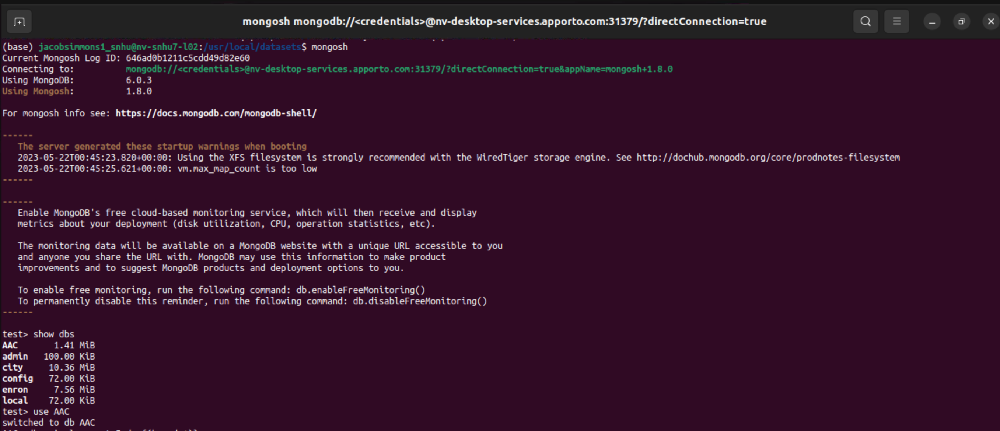 mongosh mongodb://<credentials>@nv-desktop-services.apporto.com:31379/?directConnection=true
(base) jacobsimmons1_snhu@nv-snhu7-l02:/usr/local/datasets$ mongosh
Current Mongosh Log ID: 646ad0b1211c5cdd49d82e60
Connecting to: mongodb://<credentials>@nv-desktop-services.apporto.com:31379/?directConnection=true&appName=mongosh+1.8.0
Using MongoDB: 6.0.3
Using Mongosh: 1.8.0
For mongosh info see: https://docs.mongodb.com/mongodb-shell/
------
The server generated these startup warnings when booting
2023-05-22T00:45:23.820+00:00: Using the XFS filesystem is strongly recommended with the WiredTiger storage engine. See http://dochub.mongodb.org/core/prodnotes-filesystem
2023-05-22T00:45:25.621+00:00: vm.max_map_count is too low
------
------
Enable MongoDB's free cloud-based monitoring service, which will then receive and display
metrics about your deployment (disk utilization, CPU, operation statistics, etc).
The monitoring data will be available on a MongoDB website with a unique URL accessible to you
and anyone you share the URL with. MongoDB may use this information to make product
improvements and to suggest MongoDB products and deployment options to you.
To enable free monitoring, run the following command: db.enableFreeMonitoring()
To permanently disable this reminder, run the following command: db.disableFreeMonitoring()
------
test> show dbs
AAC 1.41 MiB
admin 100.00 KiB
city 10.36 MiB
config 72.00 KiB
enron 7.56 MiB
local 72.00 KiB
test> use AAC
switched to db AAC